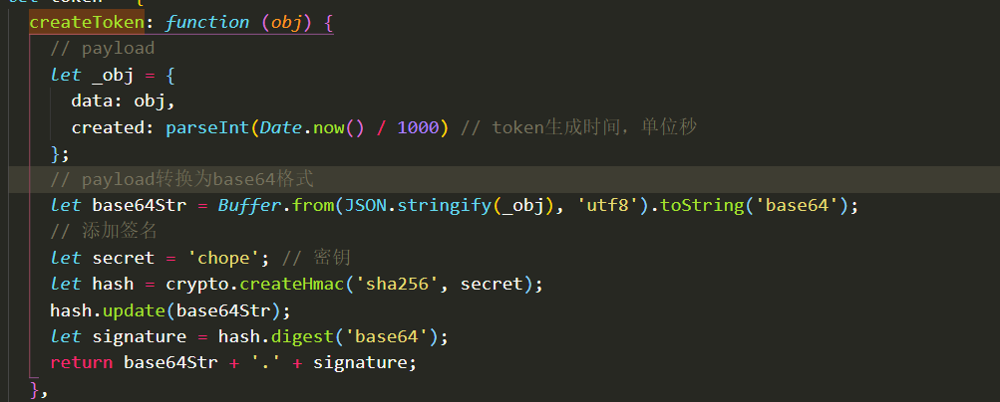 createToken: function (obj) {
// payload
let _obj = {
data: obj,
created: parseInt(Date.now() / 1000) // token生成时间，单位秒
};
// payload转换为base64格式
let base64Str = Buffer.from(JSON.stringify(_obj), 'utf8').toString('base64');
// 添加签名
let secret = 'chope'; // 密钥
let hash = crypto.createHmac('sha256', secret);
hash.update(base64Str);
let signature = hash.digest('base64');
return base64Str + '.' + signature;
},